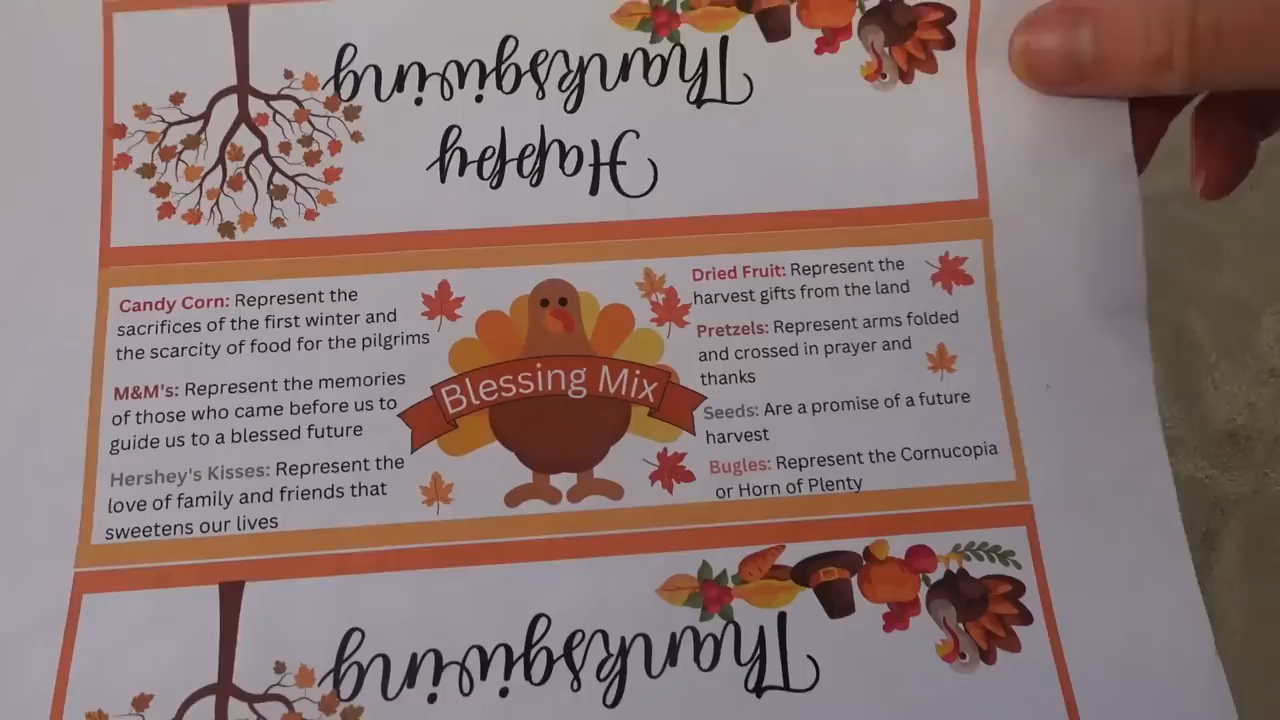 Happy
Thanksgiving
Candy Corn: Represent the
sacrifices of the first winter and
the scarcity of food for the pilgrims
M&M's: Represent the memories
of those who came before us to
guide us to a blessed future
Hershey's Kisses: Represent the
love of family and friends that
sweetens our lives
Blessing Mix
Dried Fruit: Represent the
harvest gifts from the land
Pretzels: Represent arms folded
and crossed in prayer and
thanks
Seeds: Are a promise of a future
harvest
Bugles: Represent the Cornucopia
or Horn of Plenty
Thanksgiving